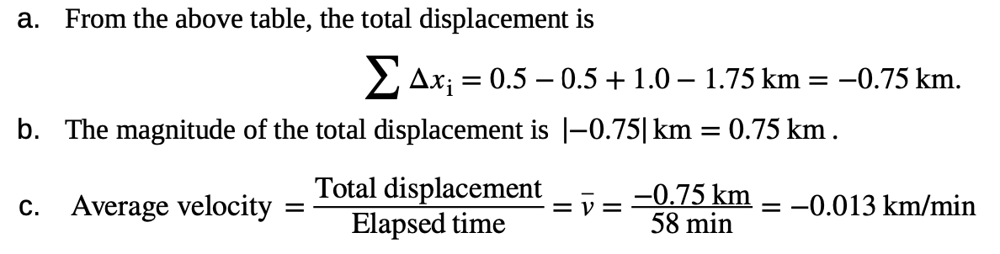 a. From the above table, the total displacement is
∑ Δxᵢ = 0.5 − 0.5 + 1.0 − 1.75 km = −0.75 km.
b. The magnitude of the total displacement is |−0.75| km = 0.75 km .
c. Average velocity = Total displacement / Elapsed time = v̄ = −0.75 km / 58 min = −0.013 km/min